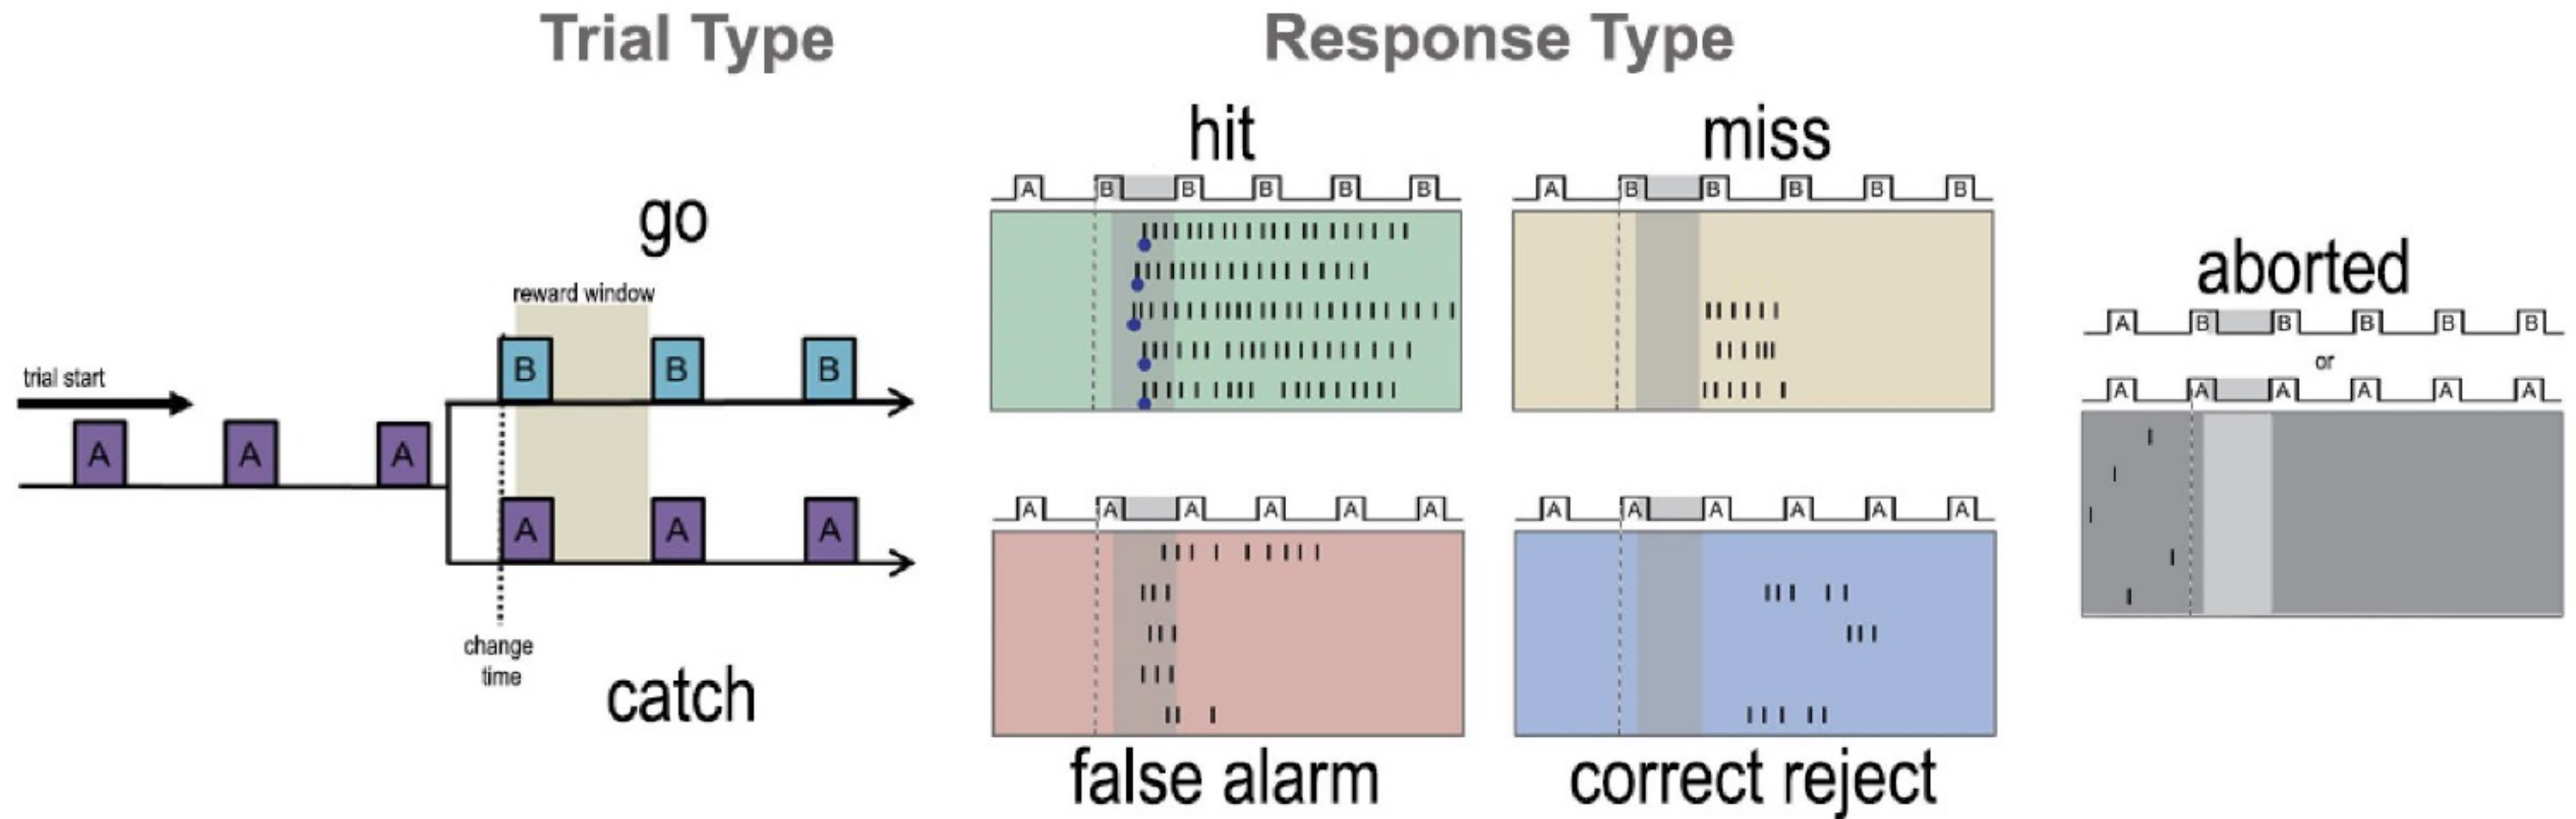 Trial Type
Response Type
go
reward window
trial start
B B B
A A A
A A A
change
time
catch
hit
A B B B B B
miss
A B B B B B
A A A A A A
false alarm
A A A A A A
correct reject
aborted
A B B B B B
or
A A A A A A